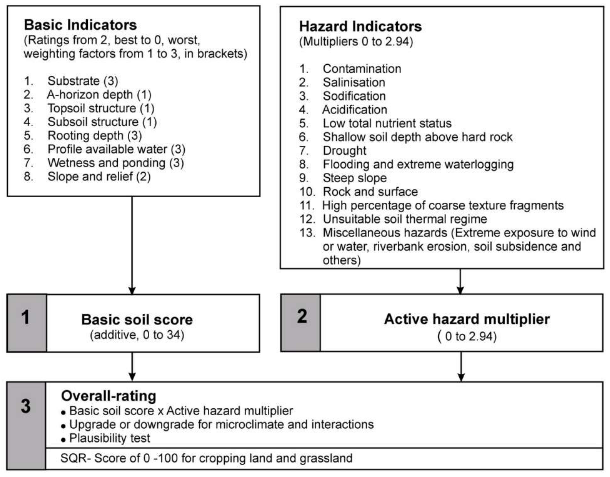 Basic Indicators
(Ratings from 2, best to 0, worst,
weighting factors from 1 to 3, in brackets)
1. Substrate (3)
2. A-horizon depth (1)
3. Topsoil structure (1)
4. Subsoil structure (1)
5. Rooting depth (3)
6. Profile available water (3)
7. Wetness and ponding (3)
8. Slope and relief (2)
Hazard Indicators
(Multipliers 0 to 2.94)
1. Contamination
2. Salinisation
3. Sodification
4. Acidification
5. Low total nutrient status
6. Shallow soil depth above hard rock
7. Drought
8. Flooding and extreme waterlogging
9. Steep slope
10. Rock and surface
11. High percentage of coarse texture fragments
12. Unsuitable soil thermal regime
13. Miscellaneous hazards (Extreme exposure to wind
or water, riverbank erosion, soil subsidence and
others)
1
Basic soil score
(additive, 0 to 34)
2
Active hazard multiplier
( 0 to 2.94)
3
Overall-rating
• Basic soil score x Active hazard multiplier
• Upgrade or downgrade for microclimate and interactions
• Plausibility test
SQR- Score of 0 -100 for cropping land and grassland